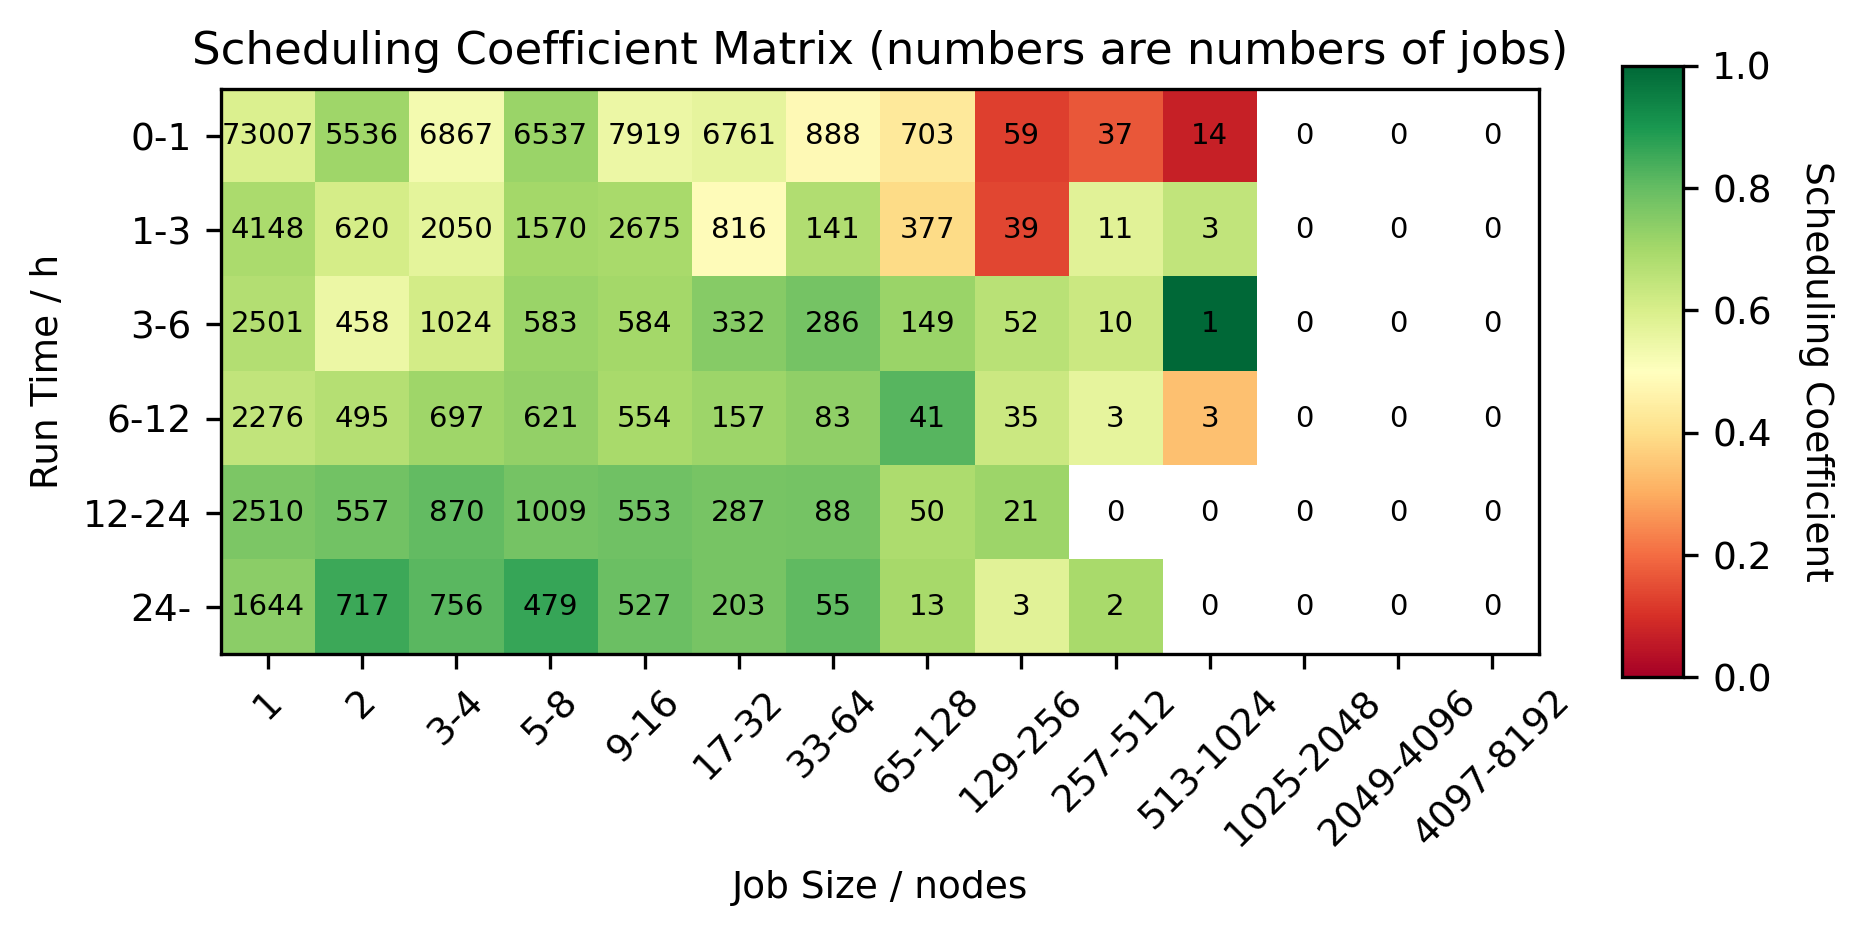 Scheduling Coefficient Matrix (numbers are numbers of jobs)
0-1 73007 5536 6867 6537 7919 6761 888 703 59 37 14 0 0 0
1-3 4148 620 2050 1570 2675 816 141 377 39 11 3 0 0 0
3-6 2501 458 1024 583 584 332 286 149 52 10 1 0 0 0
6-12 2276 495 697 621 554 157 83 41 35 3 3 0 0 0
12-24 2510 557 870 1009 553 287 88 50 21 0 0 0 0 0
24- 1644 717 756 479 527 203 55 13 3 2 0 0 0 0
Run Time / h
1 2 3-4 5-8 9-16 17-32 33-64 65-128 129-256 257-512 513-1024 1025-2048 2049-4096 4097-8192
Job Size / nodes
1.0
0.8
0.6
0.4
0.2
0.0
Scheduling Coefficient